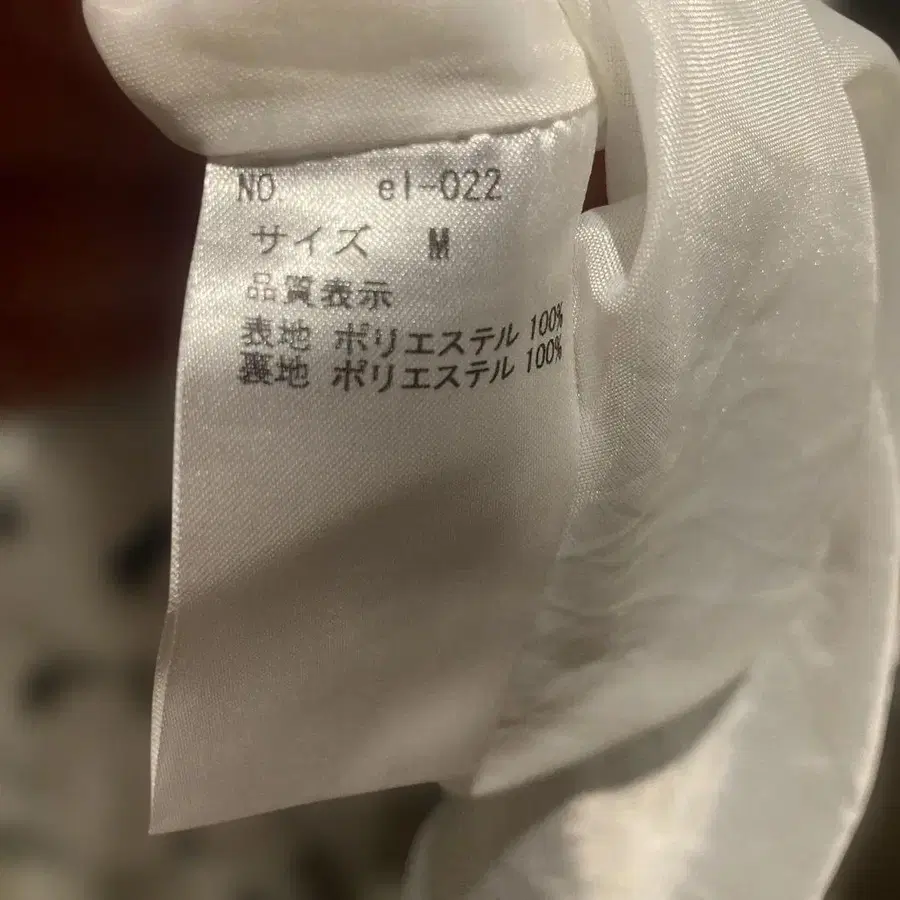 NO. el-022
サイズ M
品質表示
表地 ポリエステル 100%
裏地 ポリエステル 100%